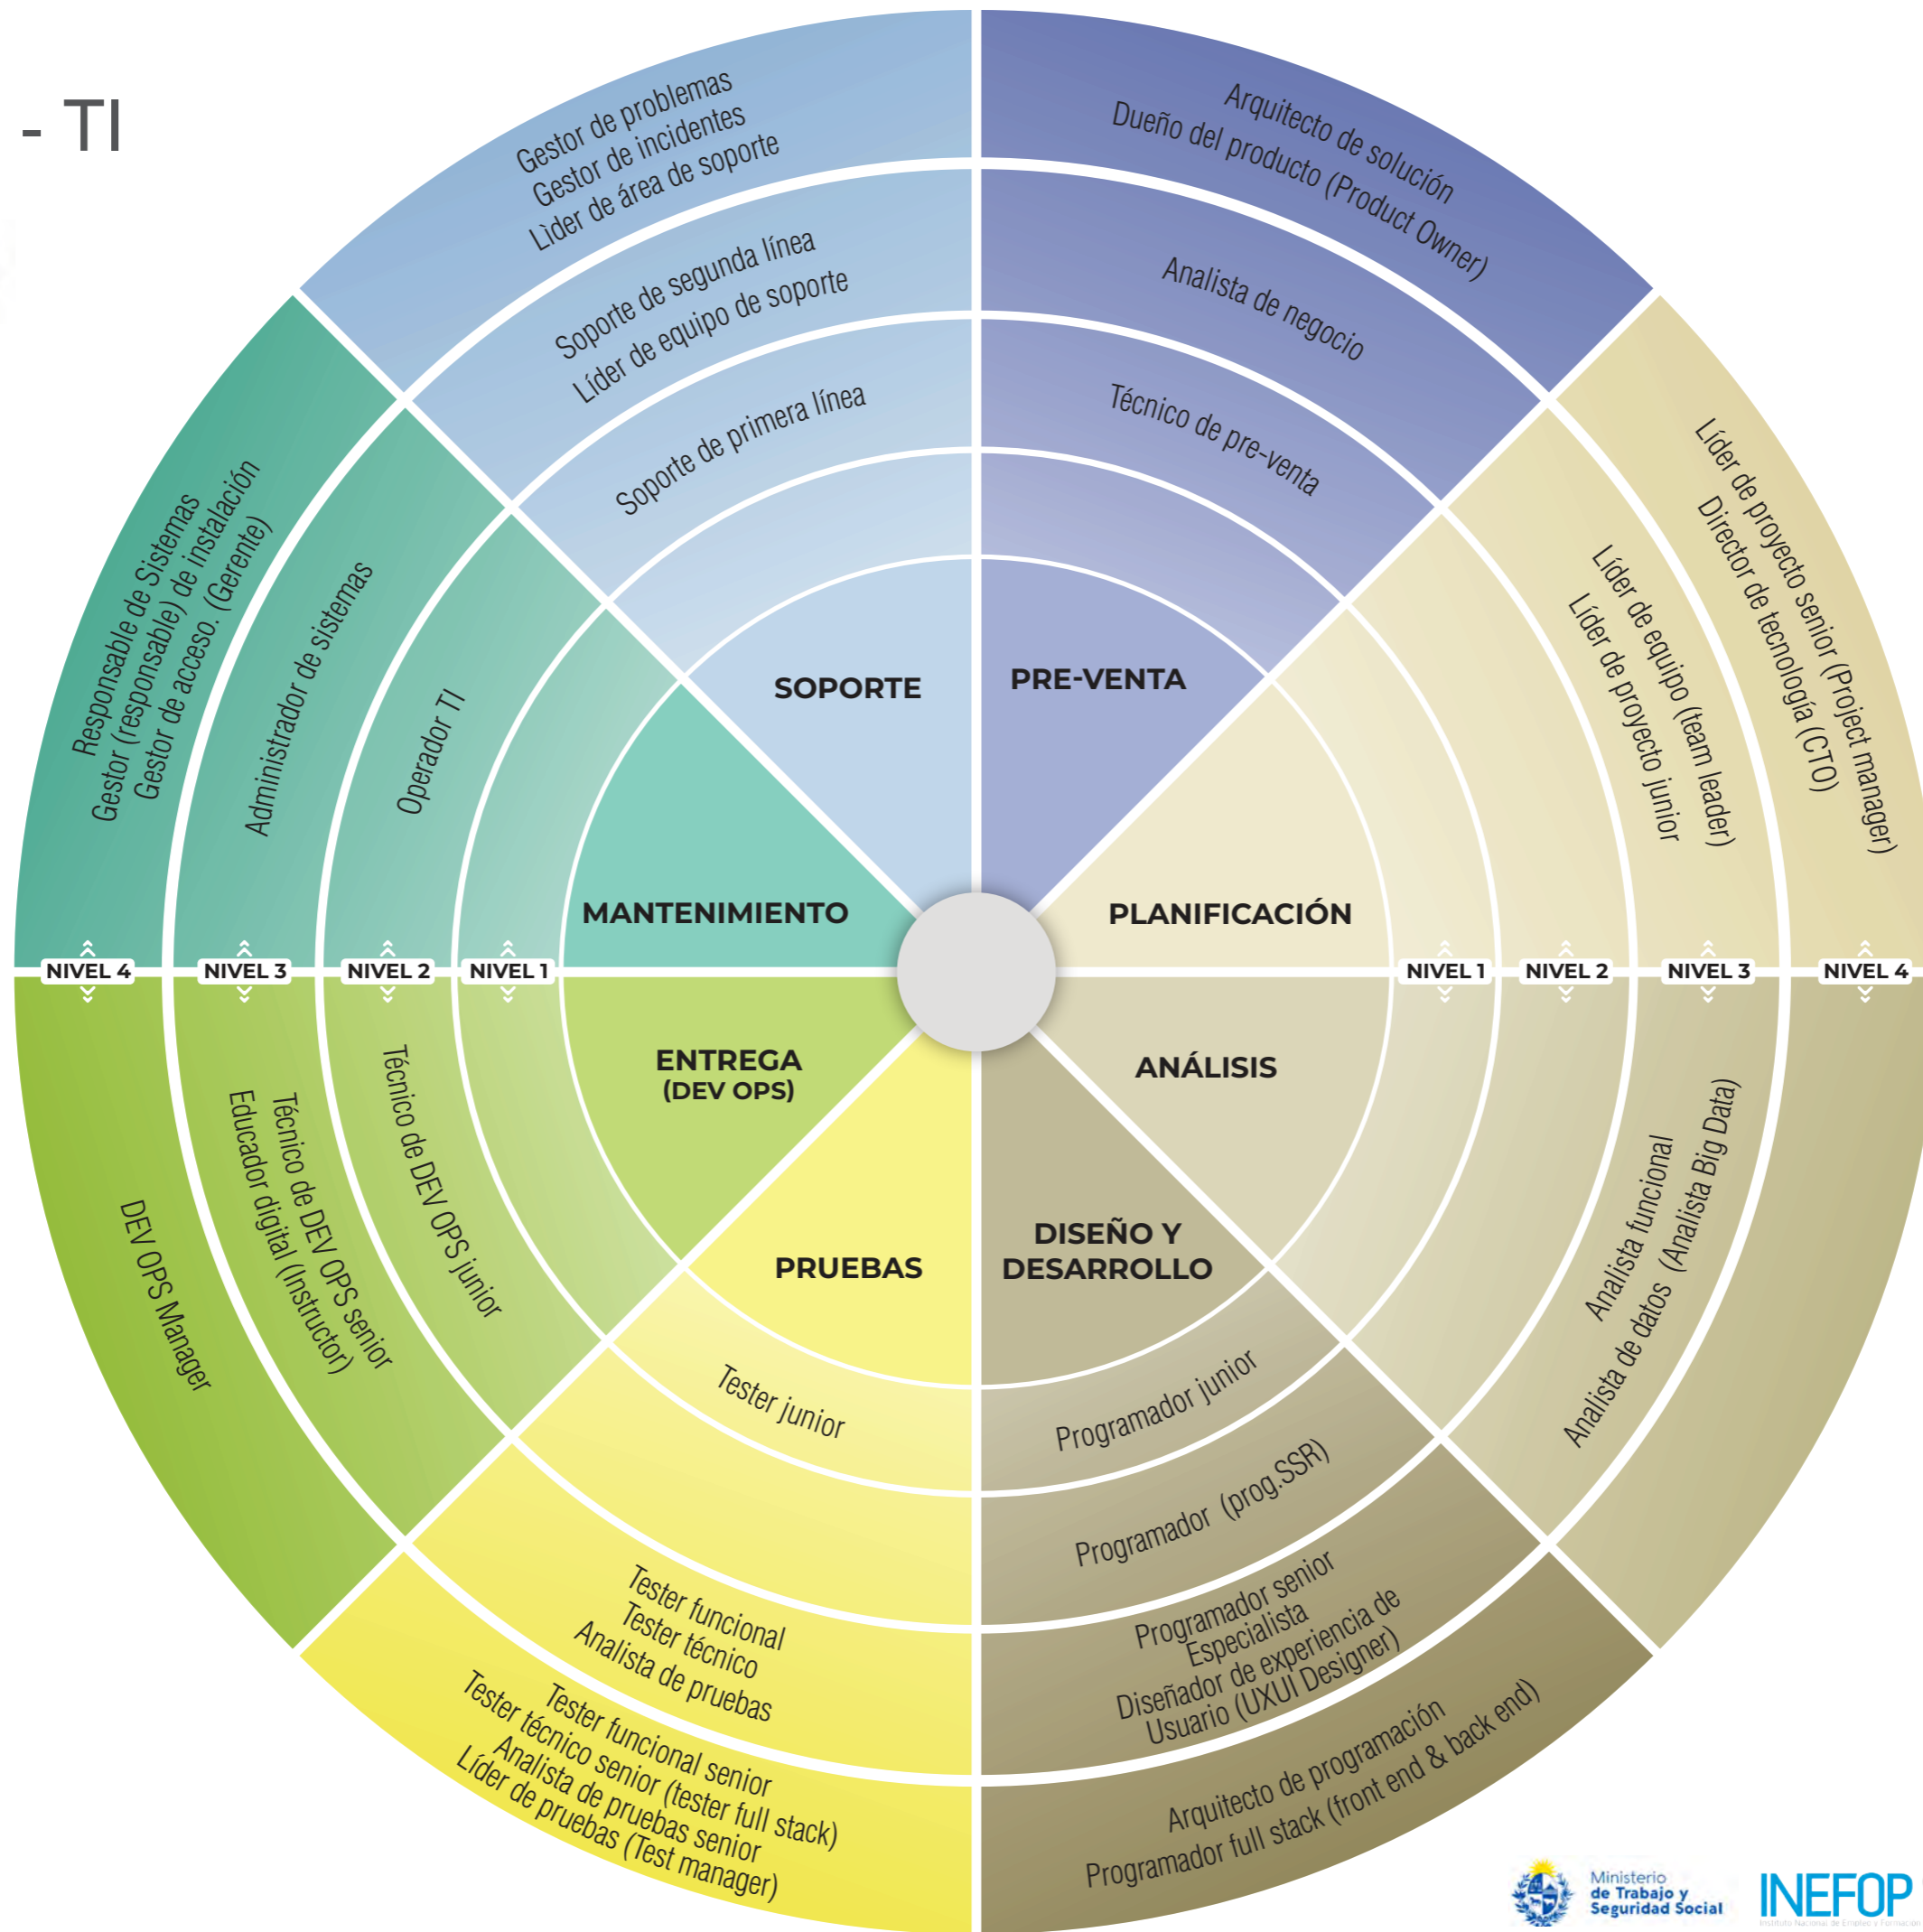 - TI
Gestor de problemas
Gestor de incidentes
Lìder de área de soporte
Soporte de segunda línea
Líder de equipo de soporte
Soporte de primera línea
SOPORTE
Arquitecto de solución
Dueño del producto (Product Owner)
Analista de negocio
Técnico de pre-venta
PRE-VENTA
Líder de proyecto senior (Project manager)
Director de tecnología (CTO)
Líder de equipo (team leader)
Líder de proyecto junior
PLANIFICACIÓN
Responsable de Sistemas
Gestor (responsable) de instalación
Gestor de acceso. (Gerente)
Administrador de sistemas
Operador TI
MANTENIMIENTO
NIVEL 4
NIVEL 3
NIVEL 2
NIVEL 1
NIVEL 1
NIVEL 2
NIVEL 3
NIVEL 4
ENTREGA
(DEV OPS)
Técnico de DEV OPS junior
Técnico de DEV OPS senior
Educador digital (Instructor)
DEV OPS Manager
ANÁLISIS
Analista funcional
Analista de datos (Analista Big Data)
PRUEBAS
Tester junior
Tester funcional
Tester técnico
Analista de pruebas
Tester funcional senior
Tester técnico senior (tester full stack)
Analista de pruebas senior
Líder de pruebas (Test manager)
DISEÑO Y
DESARROLLO
Programador junior
Programador (prog.SSR)
Programador senior
Especialista
Diseñador de experiencia de
Usuario (UXUI Designer)
Arquitecto de programación
Programador full stack (front end & back end)
Ministerio
de Trabajo y
Seguridad Social
INEFOP
Instituto Nacional de Empleo y Formación